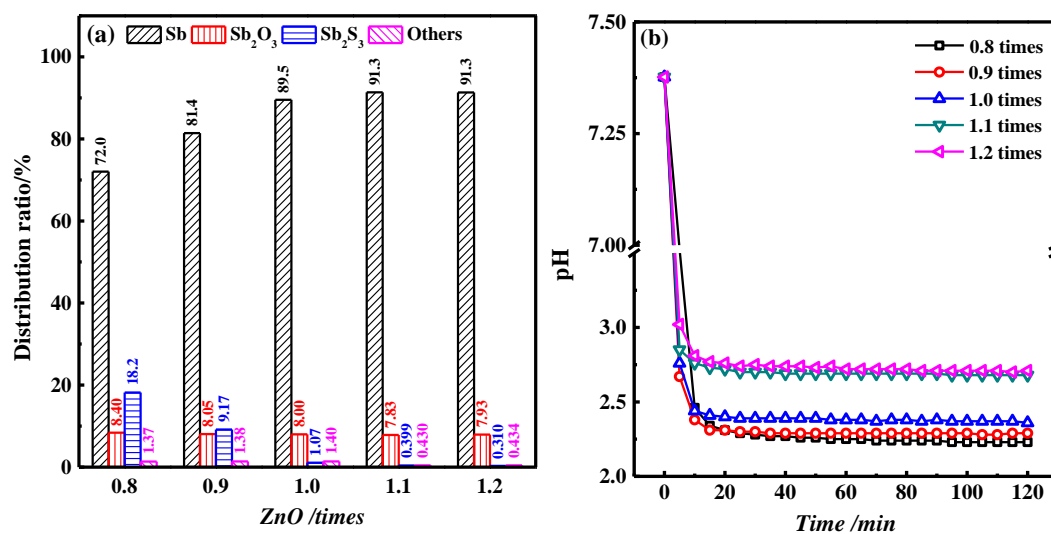 (a) Sb Sb₂O₃ Sb₂S₃ Others
Distribution ratio/%
100
80
60
40
20
0
72.0
8.40
18.2
1.37
81.4
8.05
9.17
1.38
89.5
8.00
1.07
1.40
91.3
7.83
0.399
0.430
91.3
7.93
0.310
0.434
0.8 0.9 1.0 1.1 1.2
ZnO /times
(b)
0.8 times
0.9 times
1.0 times
1.1 times
1.2 times
pH
7.50
7.25
7.00
3.0
2.5
2.0
0 20 40 60 80 100 120
Time /min